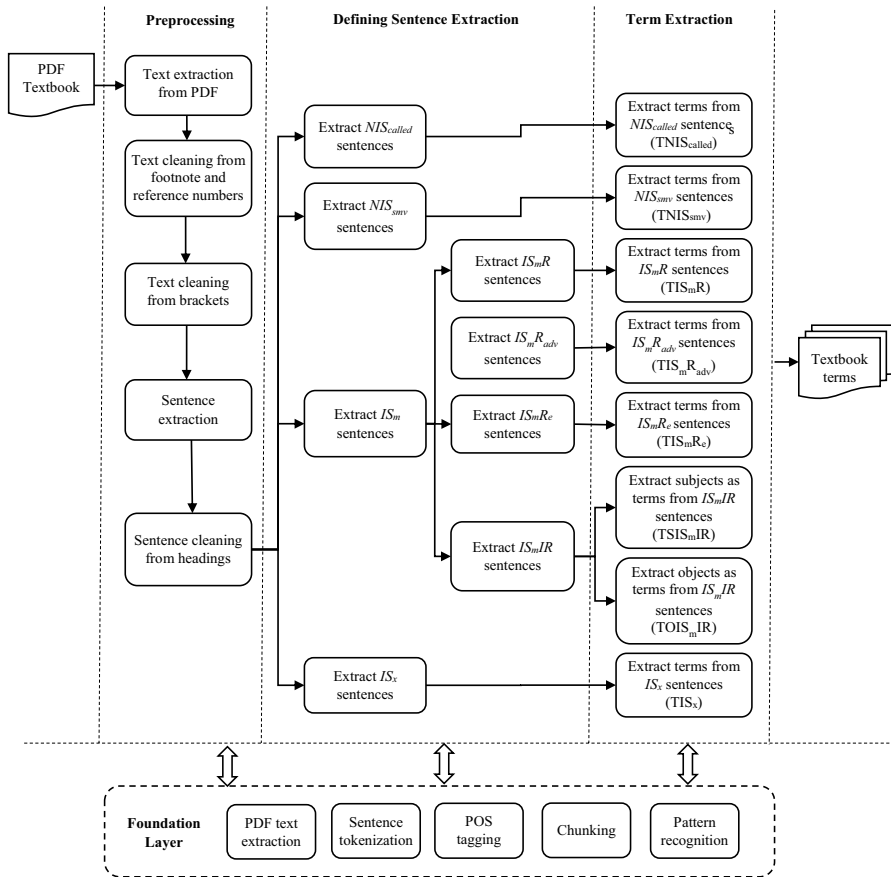 Preprocessing
Defining Sentence Extraction
Term Extraction
PDF
Textbook
Text extraction
from PDF
Text cleaning from
footnote and
reference numbers
Text cleaning
from brackets
Sentence
extraction
Sentence cleaning
from headings
Extract NIScalled
sentences
Extract NISsmv
sentences
Extract ISm
sentences
Extract ISx
sentences
Extract ISmR
sentences
Extract ISmRadv
sentences
Extract ISmRe
sentences
Extract ISmIR
sentences
Extract terms from
NIScalled sentences
(TNIScalled)
Extract terms from
NISsmv sentences
(TNISsmv)
Extract terms from
ISmR sentences
(TISmR)
Extract terms from
ISmRadv sentences
(TISmRadv)
Extract terms from
ISmRe sentences
(TISmRe)
Extract subjects as
terms from ISmIR
sentences
(TSISmIR)
Extract objects as
terms from ISmIR
sentences
(TOISmIR)
Extract terms from
ISx sentences
(TISx)
Textbook
terms
Foundation
Layer
PDF text
extraction
Sentence
tokenization
POS
tagging
Chunking
Pattern
recognition